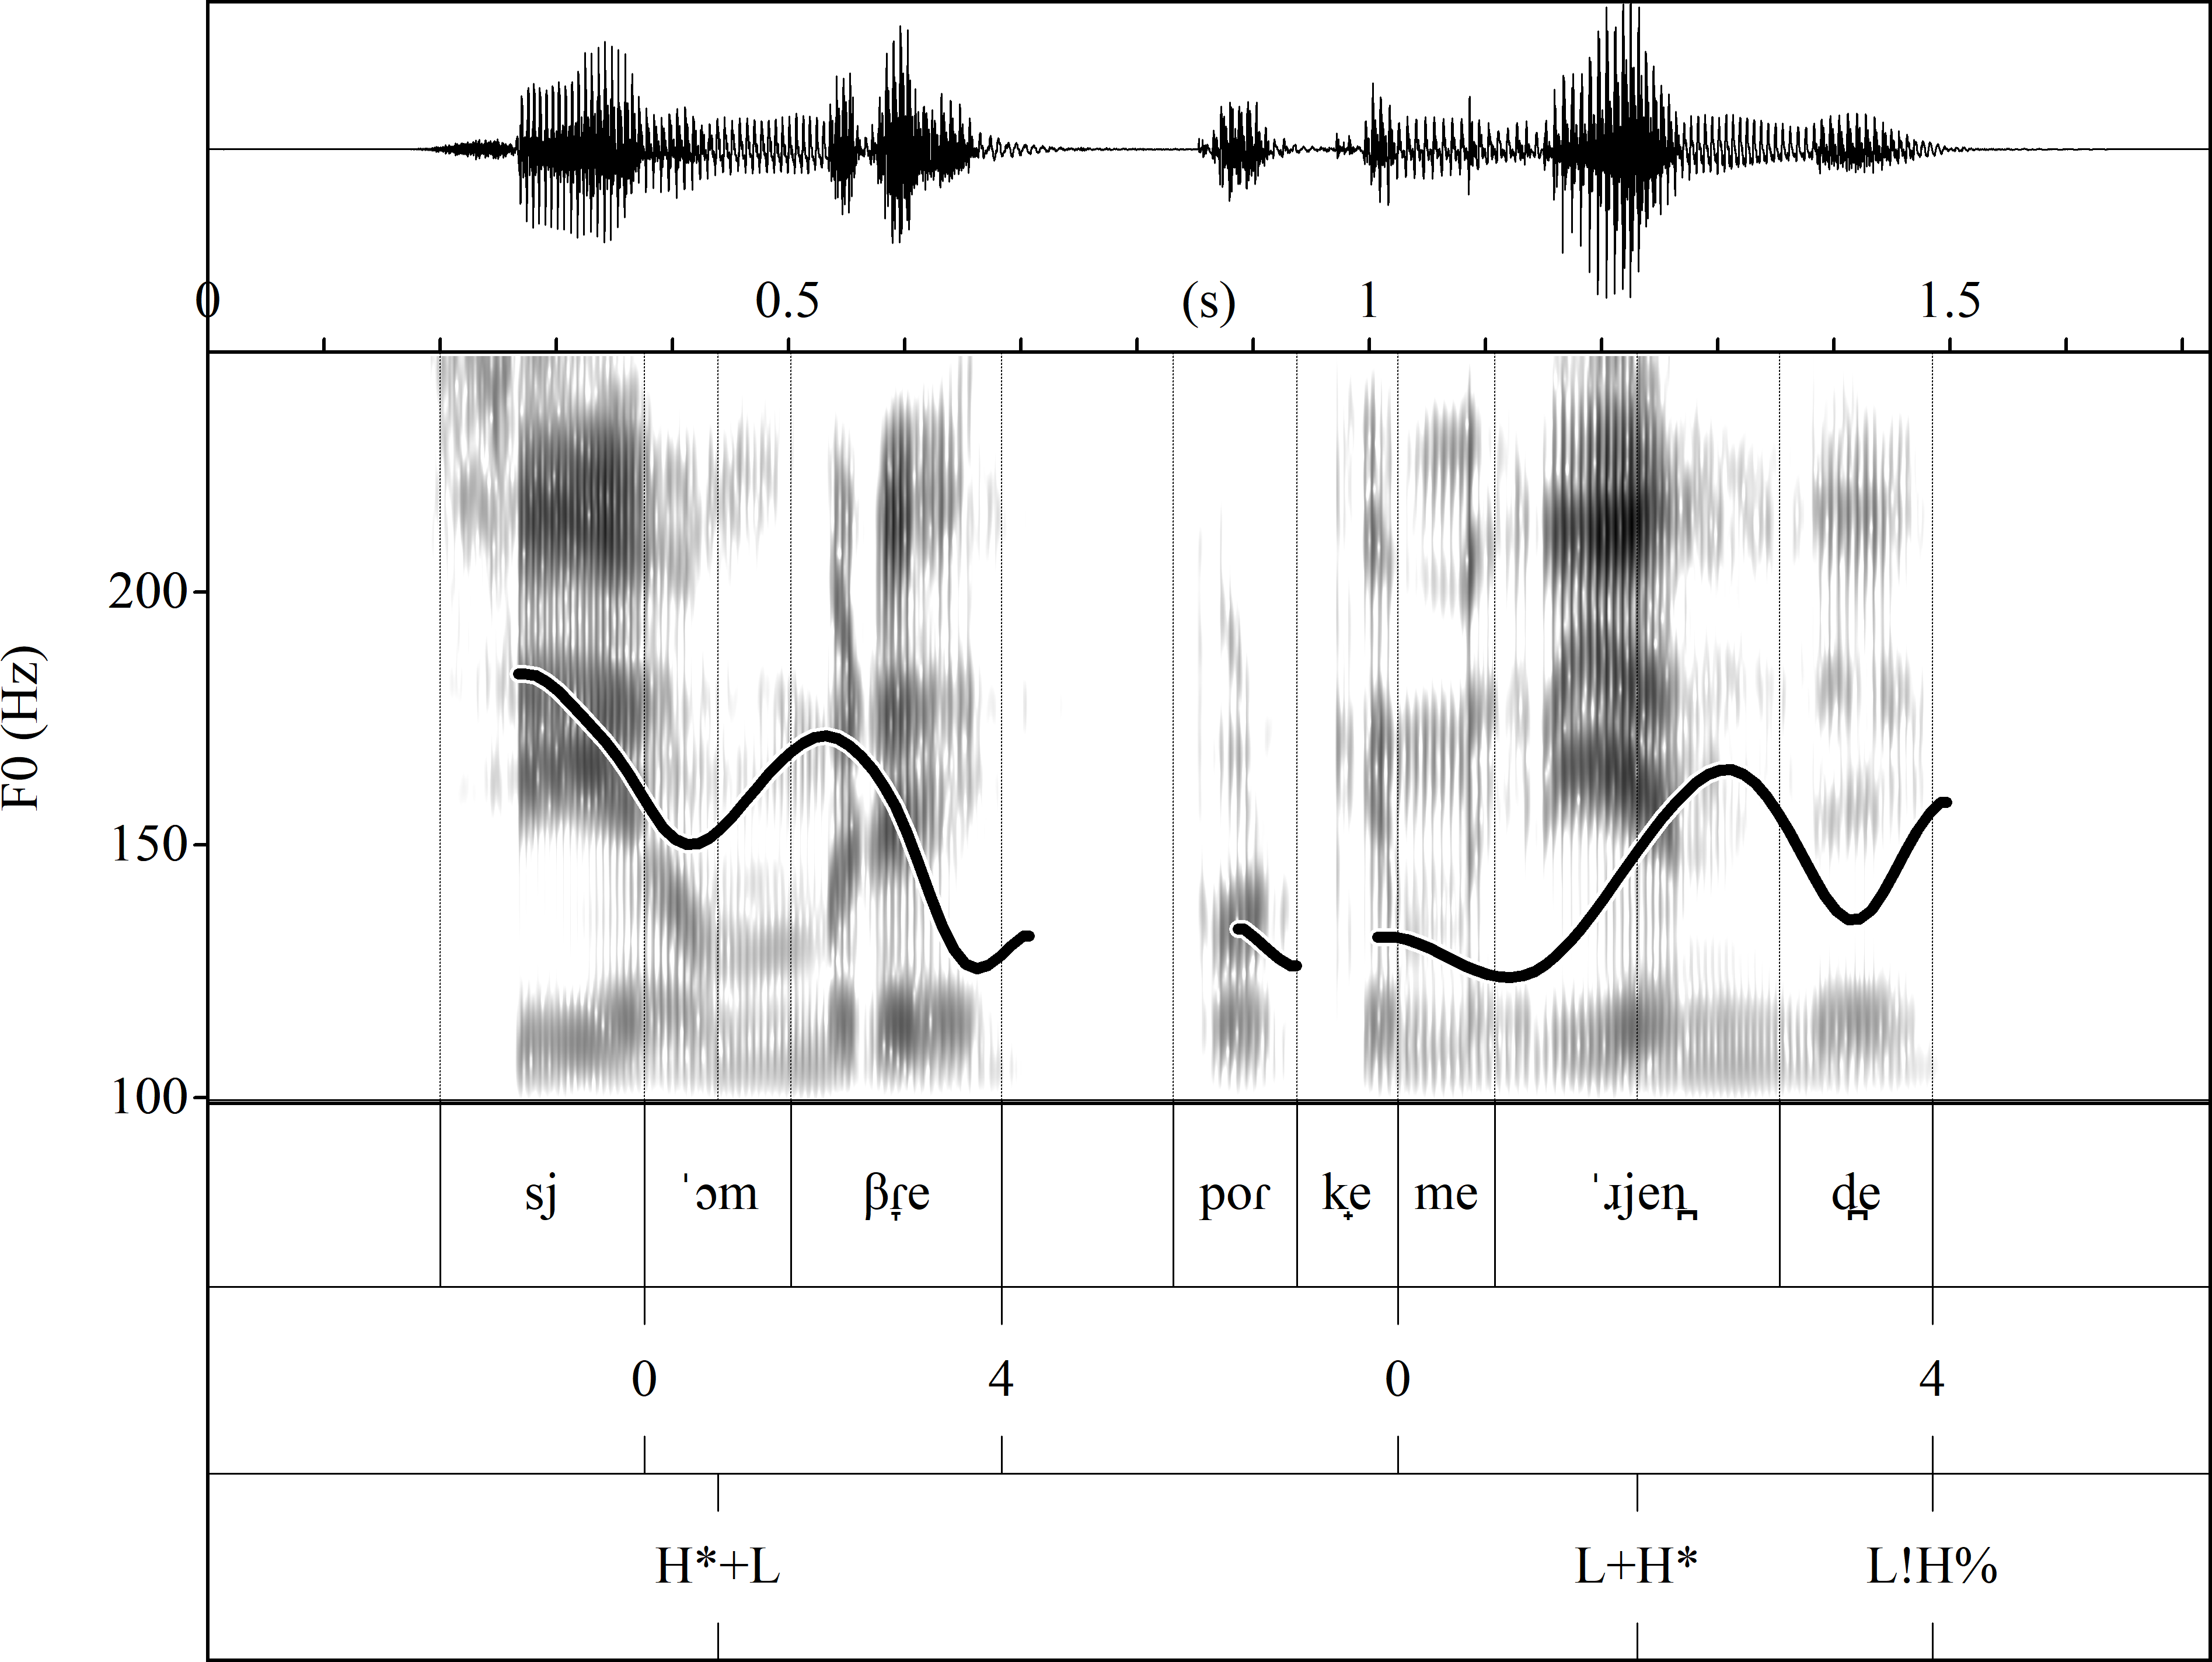 0 0.5 (s) 1 1.5
F0 (Hz)
200
150
100
sj ˈɔm βɾ̟e poɾ k̟e me ˈɹjen̪ d̪e
0 4 0 4
H*+L L+H* L!H%